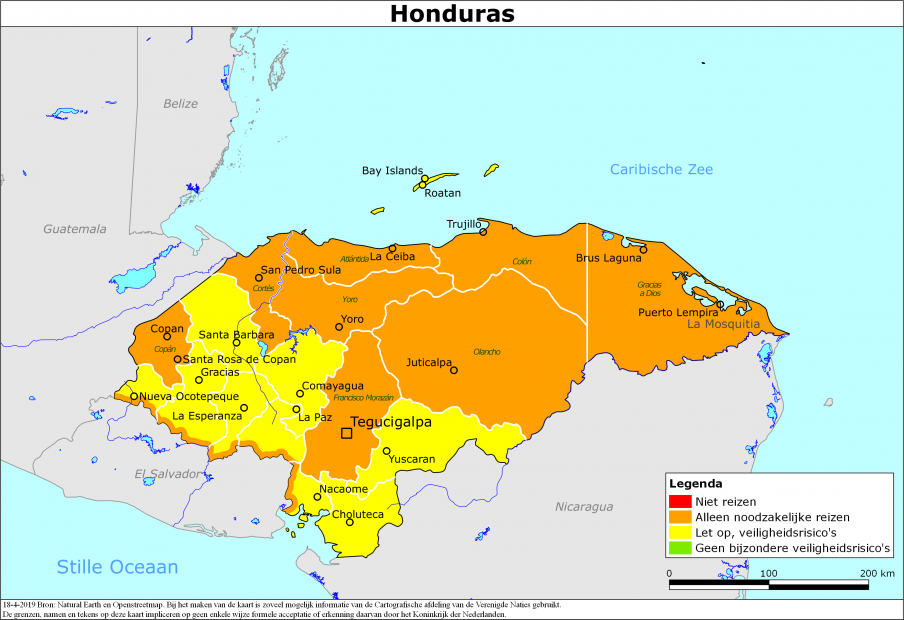 Honduras
Belize
Caribische Zee
Bay Islands
Roatan
Guatemala
Trujillo
Atlántida
La Ceiba
Colón
Brus Laguna
San Pedro Sula
Cortés
Yoro
Gracias
a Dios
Puerto Lempira
La Mosquitia
Copan
Yoro
Santa Barbara
Copán
Santa Rosa de Copan
Olancho
Juticalpa
Gracias
Comayagua
Nueva Ocotepeque
Francisco Morazán
La Esperanza
La Paz
Tegucigalpa
Yuscaran
El Salvador
Nacaome
Choluteca
Nicaragua
Stille Oceaan
Legenda
Niet reizen
Alleen noodzakelijke reizen
Let op, veiligheidsrisico's
Geen bijzondere veiligheidsrisico's
0 100 200 km
18-4-2019 Bron: Natural Earth en Openstreetmap. Bij het maken van de kaart is zoveel mogelijk informatie van de Cartografische afdeling van de Verenigde Naties gebruikt.
De grenzen, namen en tekens op deze kaart impliceren op geen enkele wijze formele acceptatie of erkenning daarvan door het Koninkrijk der Nederlanden.